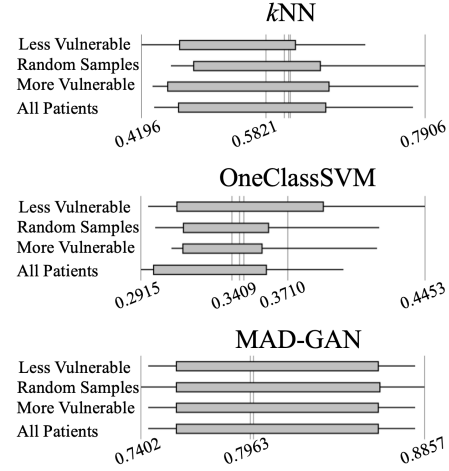 kNN
Less Vulnerable
Random Samples
More Vulnerable
All Patients
0.4196 0.5821 0.7906
OneClassSVM
Less Vulnerable
Random Samples
More Vulnerable
All Patients
0.2915 0.3409 0.3710 0.4453
MAD-GAN
Less Vulnerable
Random Samples
More Vulnerable
All Patients
0.7402 0.7963 0.8857